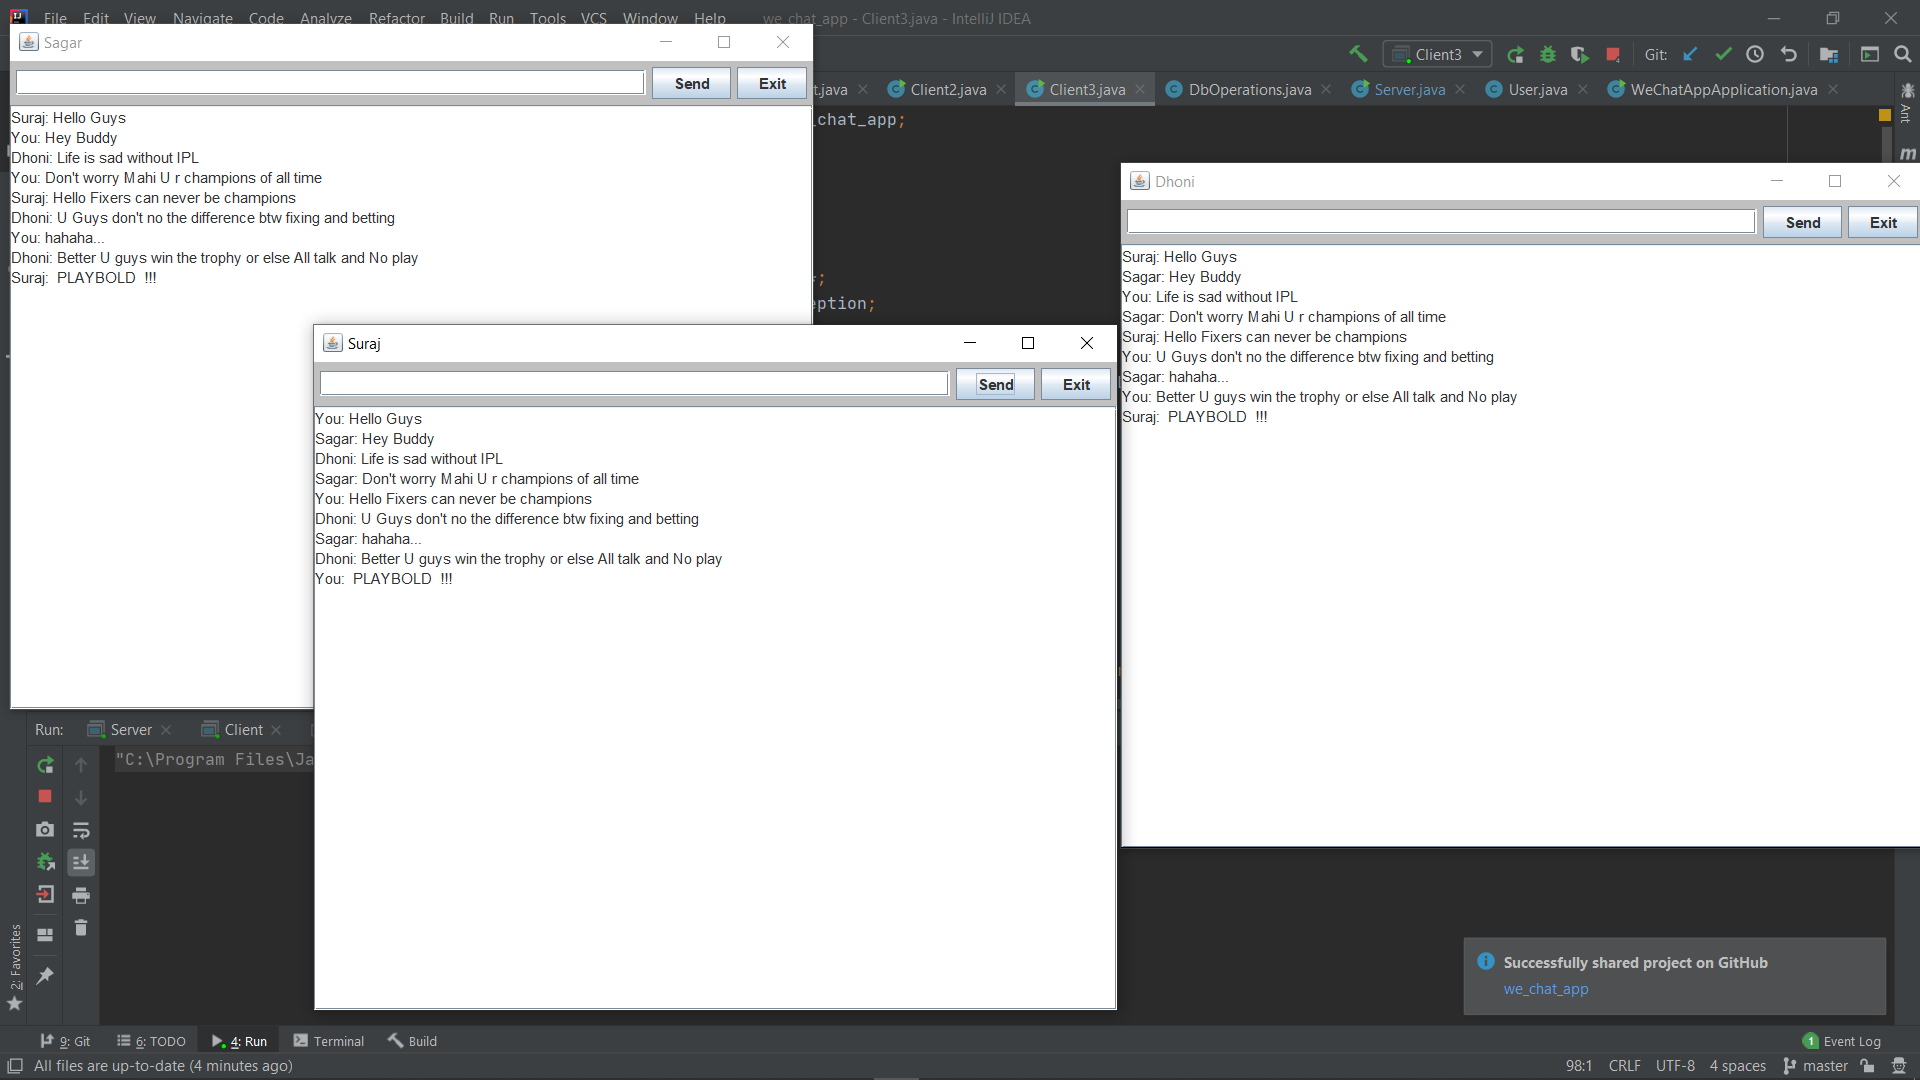 File Edit View Navigate Code Analyze Refactor Build Run Tools VCS Window Help we_chat_app - Client3.java - IntelliJ IDEA
Client3 Git:
t.java Client2.java Client3.java DbOperations.java Server.java User.java WeChatAppApplication.java
_chat_app;
Ant
m
;
eption;
Sagar
Send Exit
Suraj: Hello Guys
You: Hey Buddy
Dhoni: Life is sad without IPL
You: Don't worry Mahi U r champions of all time
Suraj: Hello Fixers can never be champions
Dhoni: U Guys don't no the difference btw fixing and betting
You: hahaha...
Dhoni: Better U guys win the trophy or else All talk and No play
Suraj:  PLAYBOLD  !!!
Suraj
Send Exit
You: Hello Guys
Sagar: Hey Buddy
Dhoni: Life is sad without IPL
Sagar: Don't worry Mahi U r champions of all time
You: Hello Fixers can never be champions
Dhoni: U Guys don't no the difference btw fixing and betting
Sagar: hahaha...
Dhoni: Better U guys win the trophy or else All talk and No play
You:  PLAYBOLD  !!!
Dhoni
Send Exit
Suraj: Hello Guys
Sagar: Hey Buddy
You: Life is sad without IPL
Sagar: Don't worry Mahi U r champions of all time
Suraj: Hello Fixers can never be champions
You: U Guys don't no the difference btw fixing and betting
Sagar: hahaha...
You: Better U guys win the trophy or else All talk and No play
Suraj:  PLAYBOLD  !!!
Run: Server Client
"C:\Program Files\Ja
2: Favorites
Successfully shared project on GitHub
we_chat_app
9: Git 6: TODO 4: Run Terminal Build 1 Event Log
All files are up-to-date (4 minutes ago) 98:1 CRLF UTF-8 4 spaces master